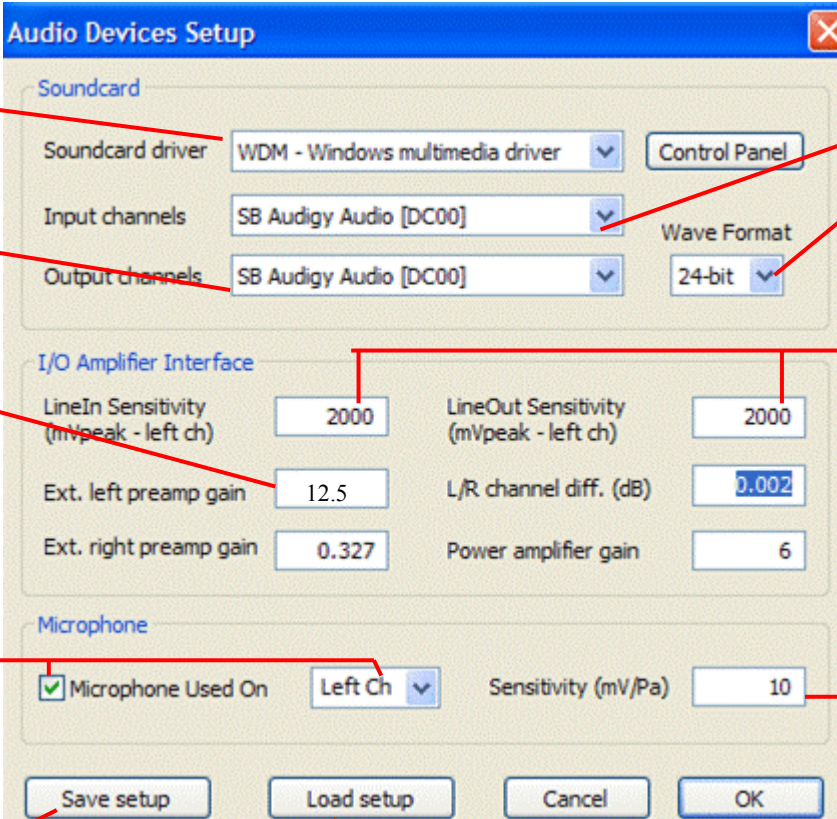 Audio Devices Setup
Soundcard
Soundcard driver WDM - Windows multimedia driver Control Panel
Input channels SB Audigy Audio [DC00]
Wave Format
Output channels SB Audigy Audio [DC00] 24-bit
I/O Amplifier Interface
LineIn Sensitivity
(mVpeak - left ch) 2000
LineOut Sensitivity
(mVpeak - left ch) 2000
Ext. left preamp gain 12.5
L/R channel diff. (dB) 0.002
Ext. right preamp gain 0.327
Power amplifier gain 6
Microphone
Microphone Used On Left Ch Sensitivity (mV/Pa) 10
Save setup Load setup Cancel OK